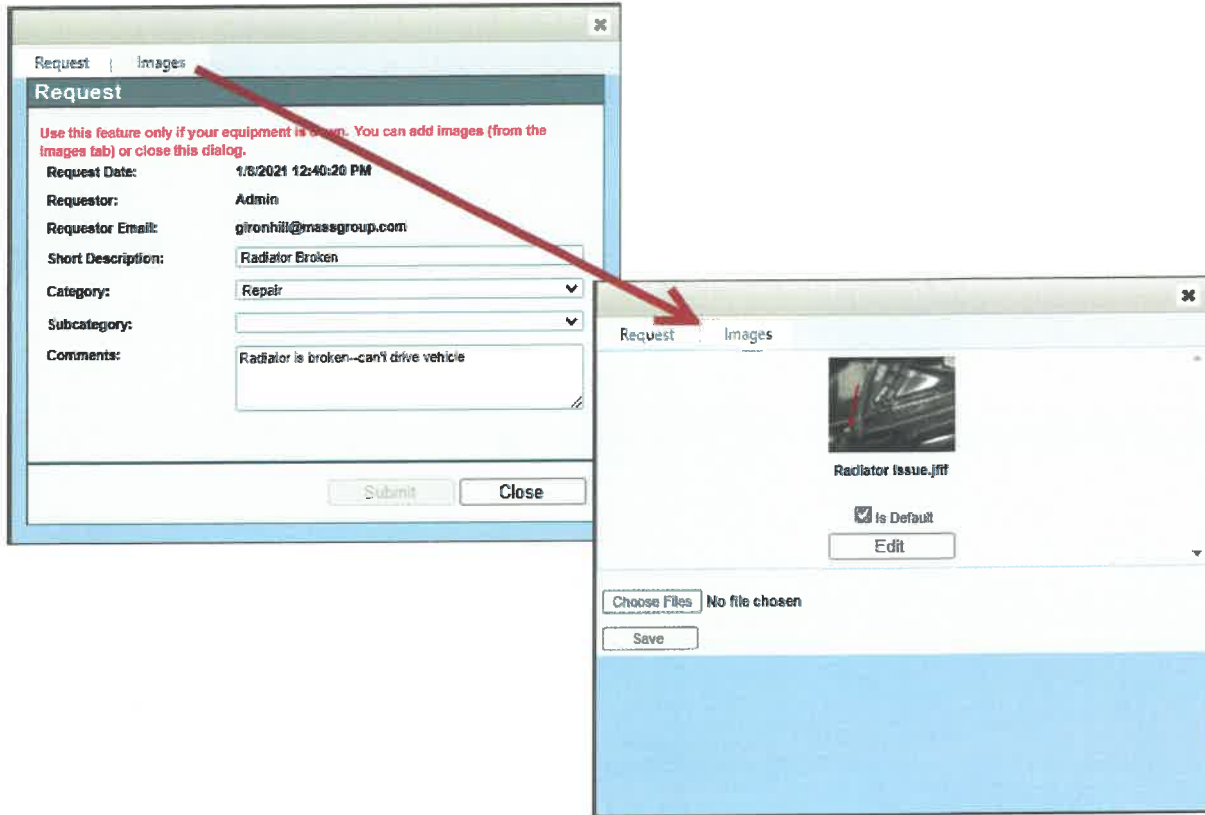 Request | Images
Request
Use this feature only if your equipment is down. You can add images (from the
Images tab) or close this dialog.
Request Date: 1/8/2021 12:40:20 PM
Requestor: Admin
Requestor Email: gironhill@massgroup.com
Short Description: Radiator Broken
Category: Repair
Subcategory:
Comments: Radiator is broken--can't drive vehicle
Submit Close
Request Images
Radiator Issue.jfif
Is Default
Edit
Choose Files No file chosen
Save